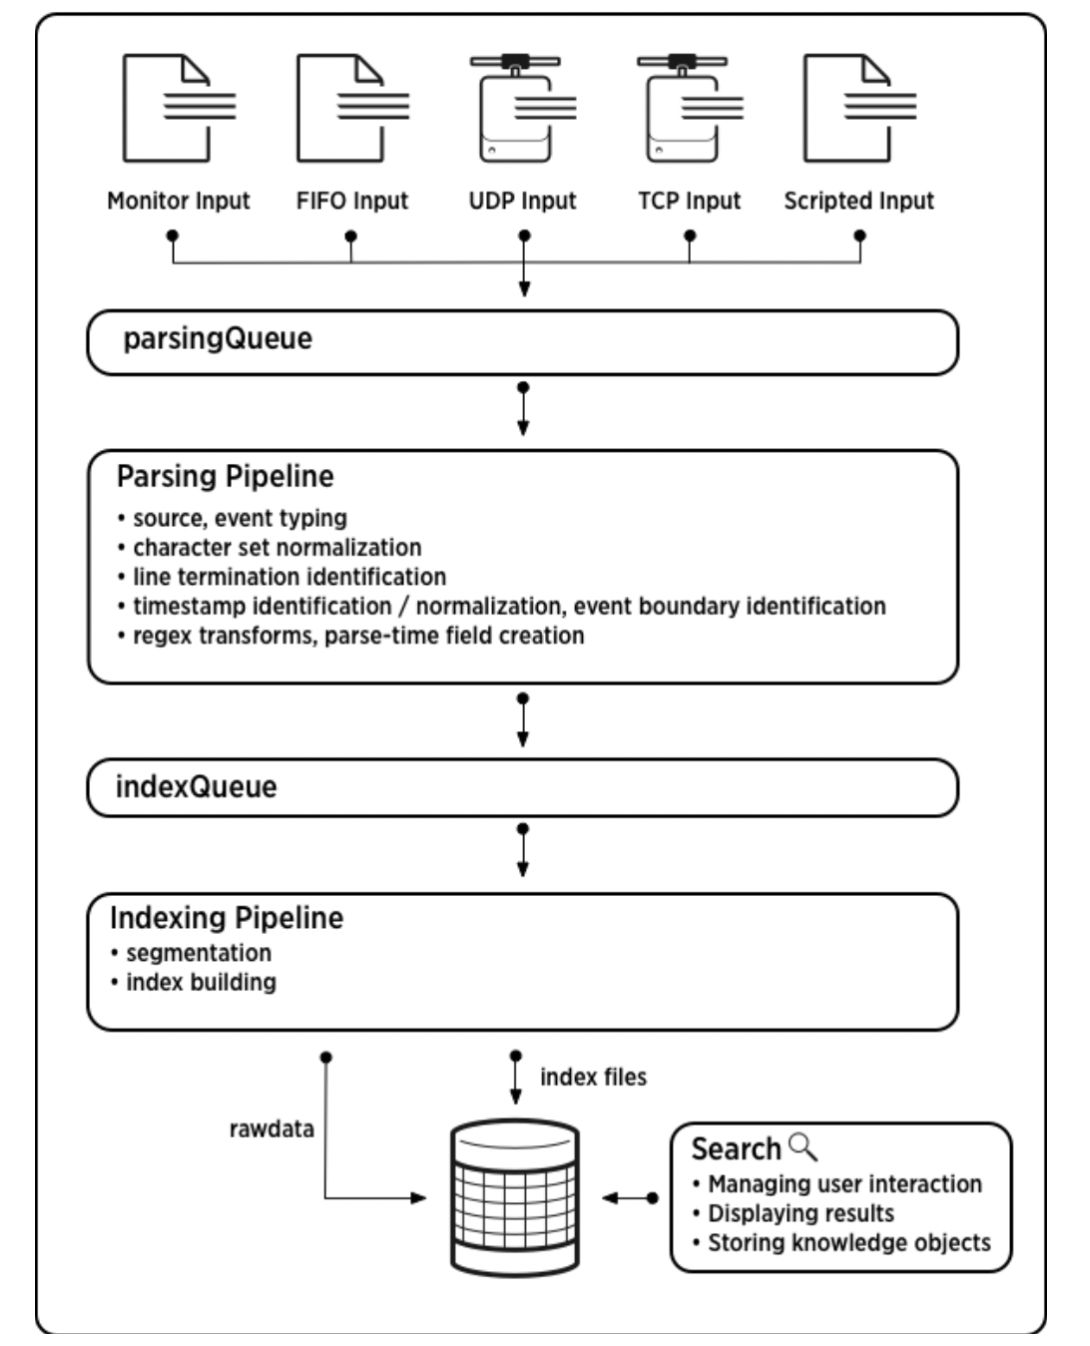 Monitor Input
FIFO Input
UDP Input
TCP Input
Scripted Input
parsingQueue
Parsing Pipeline
• source, event typing
• character set normalization
• line termination identification
• timestamp identification / normalization, event boundary identification
• regex transforms, parse-time field creation
indexQueue
Indexing Pipeline
• segmentation
• index building
index files
rawdata
Search
• Managing user interaction
• Displaying results
• Storing knowledge objects